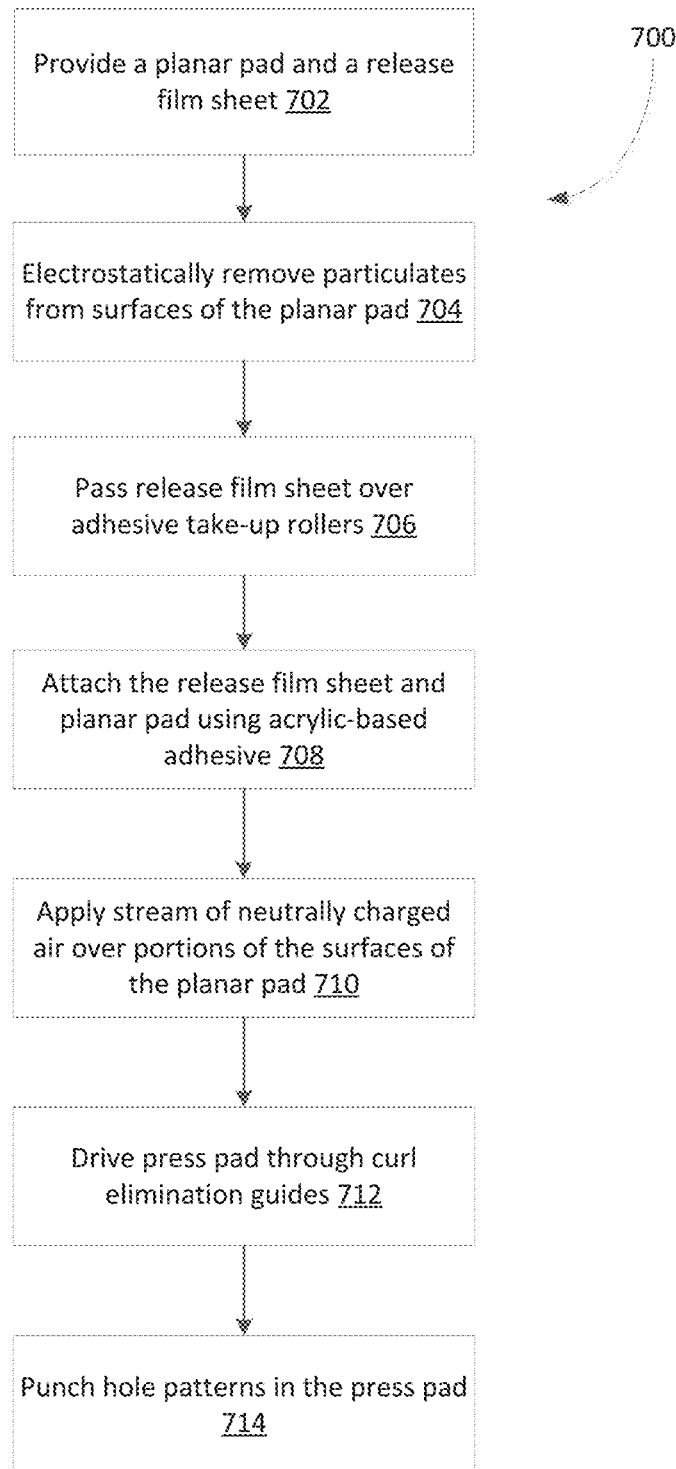 700
Provide a planar pad and a release
film sheet 702
Electrostatically remove particulates
from surfaces of the planar pad 704
Pass release film sheet over
adhesive take-up rollers 706
Attach the release film sheet and
planar pad using acrylic-based
adhesive 708
Apply stream of neutrally charged
air over portions of the surfaces of
the planar pad 710
Drive press pad through curl
elimination guides 712
Punch hole patterns in the press pad
714